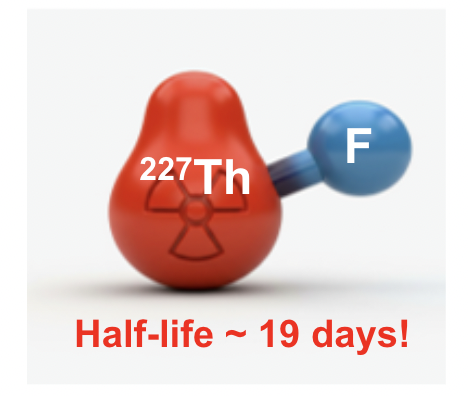 ²²⁷Th
F
Half-life ~ 19 days!